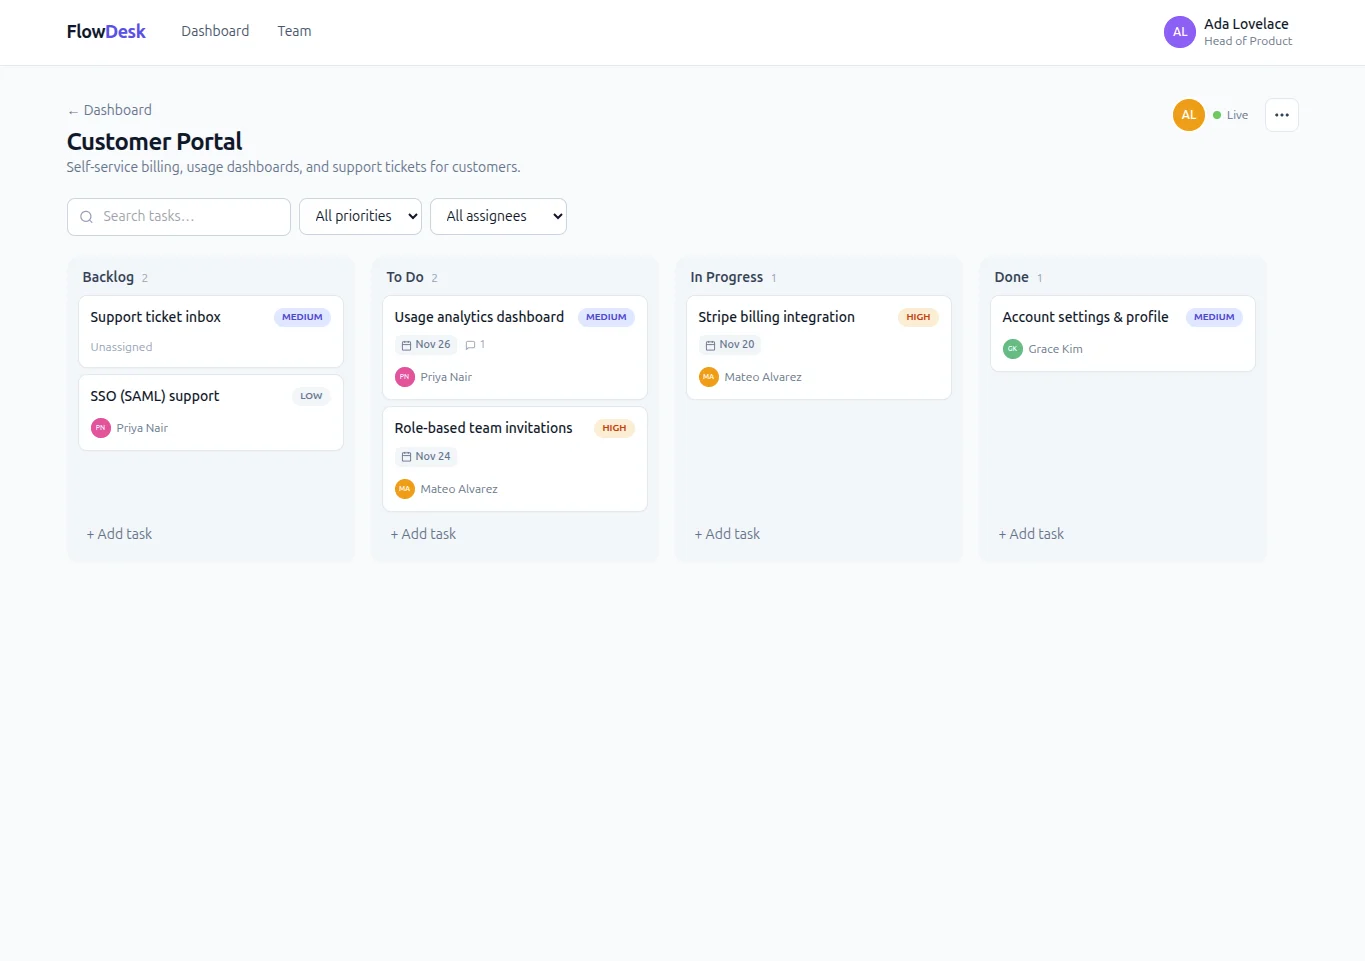 FlowDesk
Dashboard
Team
AL
Ada Lovelace
Head of Product
← Dashboard
AL
Live
Customer Portal
Self-service billing, usage dashboards, and support tickets for customers.
Search tasks...
All priorities
All assignees
Backlog 2
Support ticket inbox MEDIUM
Unassigned
SSO (SAML) support LOW
PN Priya Nair
+ Add task
To Do 2
Usage analytics dashboard MEDIUM
Nov 26 1
PN Priya Nair
Role-based team invitations HIGH
Nov 24
MA Mateo Alvarez
+ Add task
In Progress 1
Stripe billing integration HIGH
Nov 20
MA Mateo Alvarez
+ Add task
Done 1
Account settings & profile MEDIUM
GK Grace Kim
+ Add task